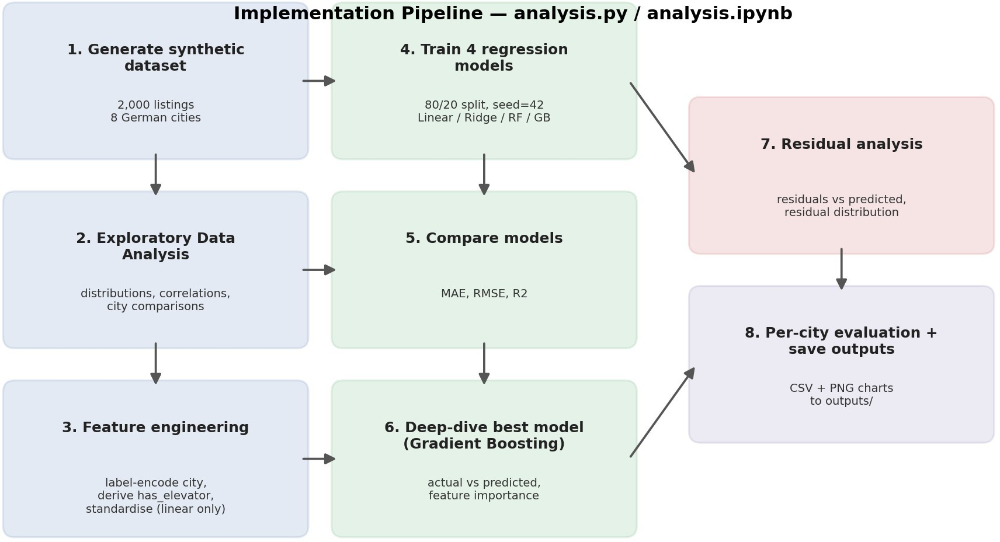 Implementation Pipeline — analysis.py / analysis.ipynb
1. Generate synthetic
dataset
2,000 listings
8 German cities
2. Exploratory Data
Analysis
distributions, correlations,
city comparisons
3. Feature engineering
label-encode city,
derive has_elevator,
standardise (linear only)
4. Train 4 regression
models
80/20 split, seed=42
Linear / Ridge / RF / GB
5. Compare models
MAE, RMSE, R2
6. Deep-dive best model
(Gradient Boosting)
actual vs predicted,
feature importance
7. Residual analysis
residuals vs predicted,
residual distribution
8. Per-city evaluation +
save outputs
CSV + PNG charts
to outputs/